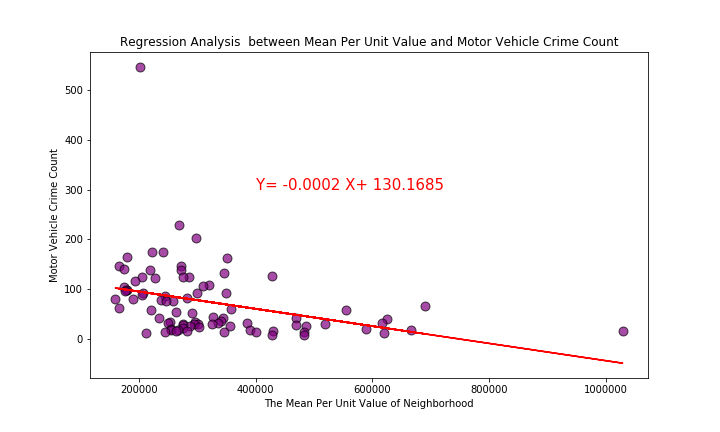 Regression Analysis  between Mean Per Unit Value and Motor Vehicle Crime Count
500
400
300
200
100
0
Motor Vehicle Crime Count
Y= -0.0002 X+ 130.1685
200000 400000 600000 800000 1000000
The Mean Per Unit Value of Neighborhood